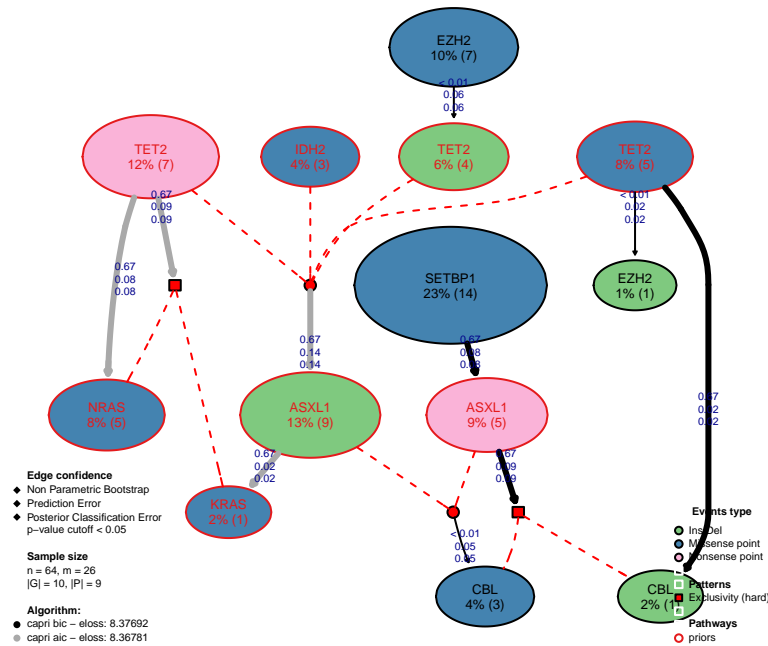 EZH2
10% (7)
< 0.01
0.06
0.06
TET2
12% (7)
IDH2
4% (3)
TET2
6% (4)
TET2
8% (5)
0.67
0.09
0.09
< 0.01
0.02
0.02
0.67
0.08
0.08
SETBP1
23% (14)
EZH2
1% (1)
0.67
0.14
0.14
0.67
0.08
0.08
NRAS
8% (5)
ASXL1
13% (9)
ASXL1
9% (5)
0.67
0.02
0.02
0.67
0.02
0.02
0.67
0.09
0.09
KRAS
2% (1)
< 0.01
0.05
0.05
CBL
4% (3)
CBL
2% (1)
Edge confidence
Non Parametric Bootstrap
Prediction Error
Posterior Classification Error
p−value cutoff < 0.05
Sample size
n = 64, m = 26
|G| = 10, |P| = 9
Algorithm:
capri bic − eloss: 8.37692
capri aic − eloss: 8.36781
Events type
Ins/Del
Missense point
Nonsense point
Patterns
Exclusivity (hard)
Pathways
priors